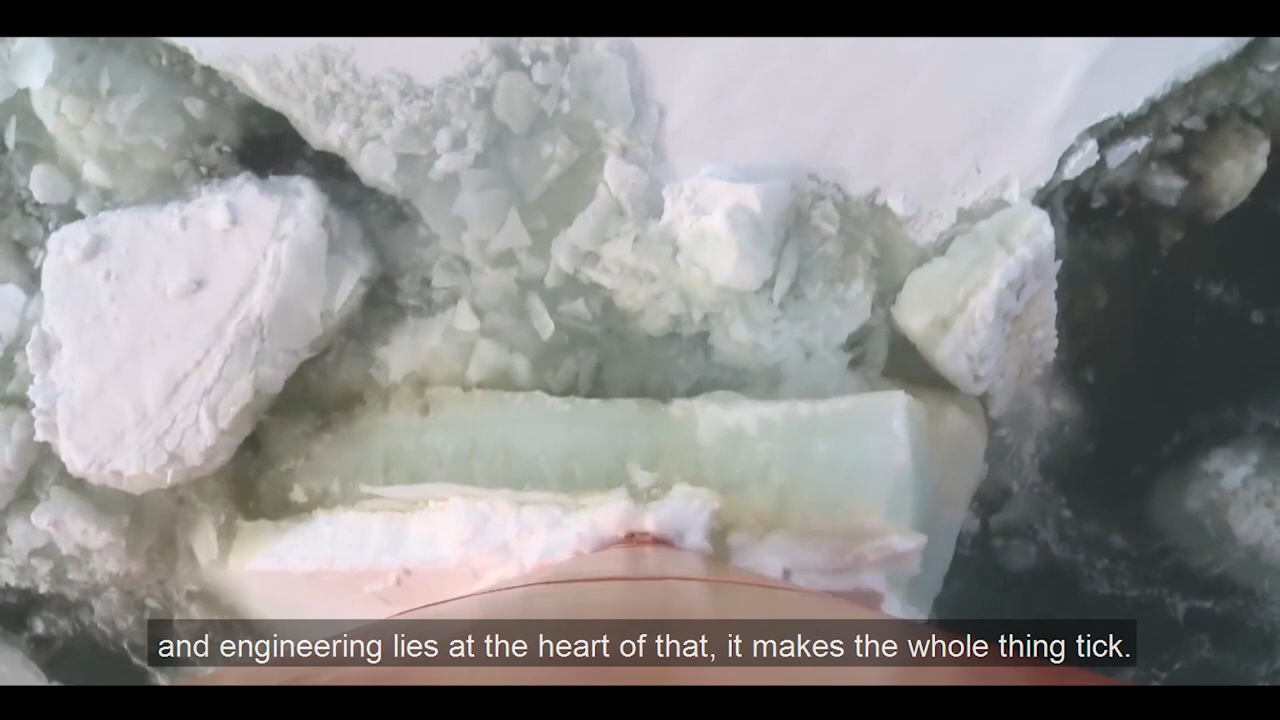 and engineering lies at the heart of that, it makes the whole thing tick.